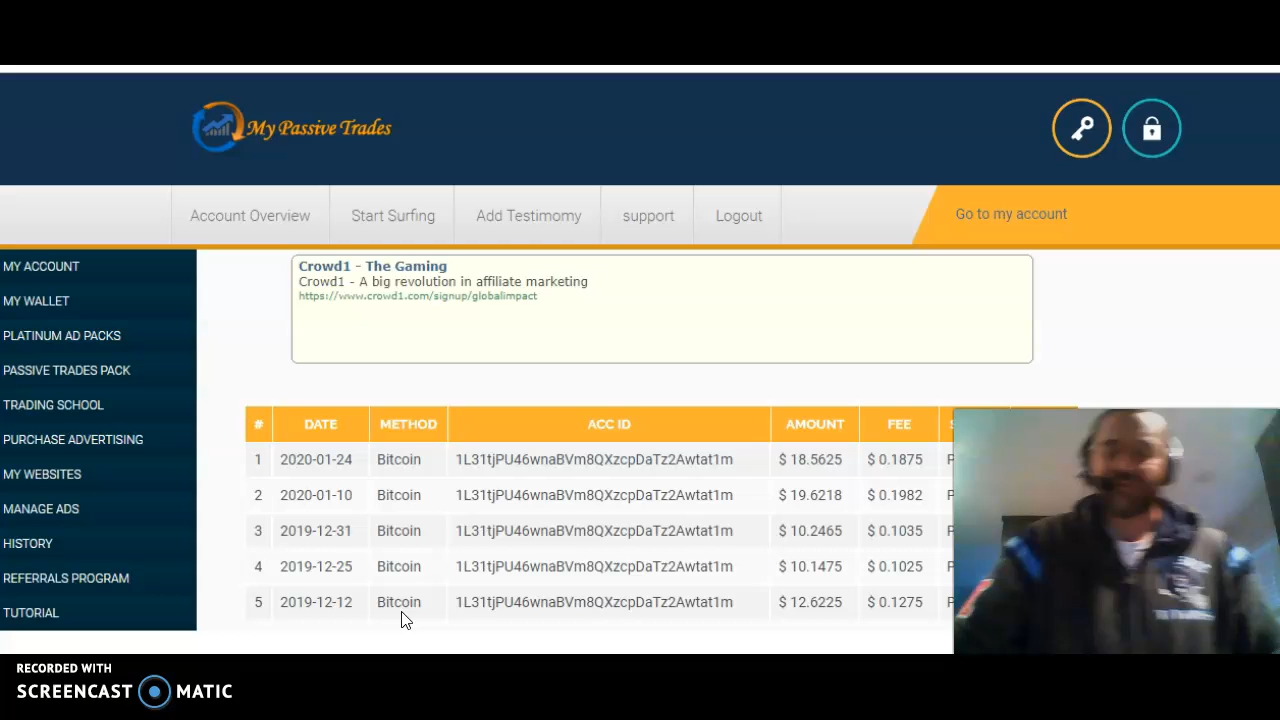 My Passive Trades
Account Overview Start Surfing Add Testimomy support Logout Go to my account
MY ACCOUNT
MY WALLET
PLATINUM AD PACKS
PASSIVE TRADES PACK
TRADING SCHOOL
PURCHASE ADVERTISING
MY WEBSITES
MANAGE ADS
HISTORY
REFERRALS PROGRAM
TUTORIAL
Crowd1 - The Gaming
Crowd1 - A big revolution in affiliate marketing
https://www.crowd1.com/signup/globalimpact
# DATE METHOD ACC ID AMOUNT FEE
1 2020-01-24 Bitcoin 1L31tjPU46wnaBVm8QXzcpDaTz2Awtat1m $ 18.5625 $ 0.1875
2 2020-01-10 Bitcoin 1L31tjPU46wnaBVm8QXzcpDaTz2Awtat1m $ 19.6218 $ 0.1982
3 2019-12-31 Bitcoin 1L31tjPU46wnaBVm8QXzcpDaTz2Awtat1m $ 10.2465 $ 0.1035
4 2019-12-25 Bitcoin 1L31tjPU46wnaBVm8QXzcpDaTz2Awtat1m $ 10.1475 $ 0.1025
5 2019-12-12 Bitcoin 1L31tjPU46wnaBVm8QXzcpDaTz2Awtat1m $ 12.6225 $ 0.1275
RECORDED WITH
SCREENCAST MATIC